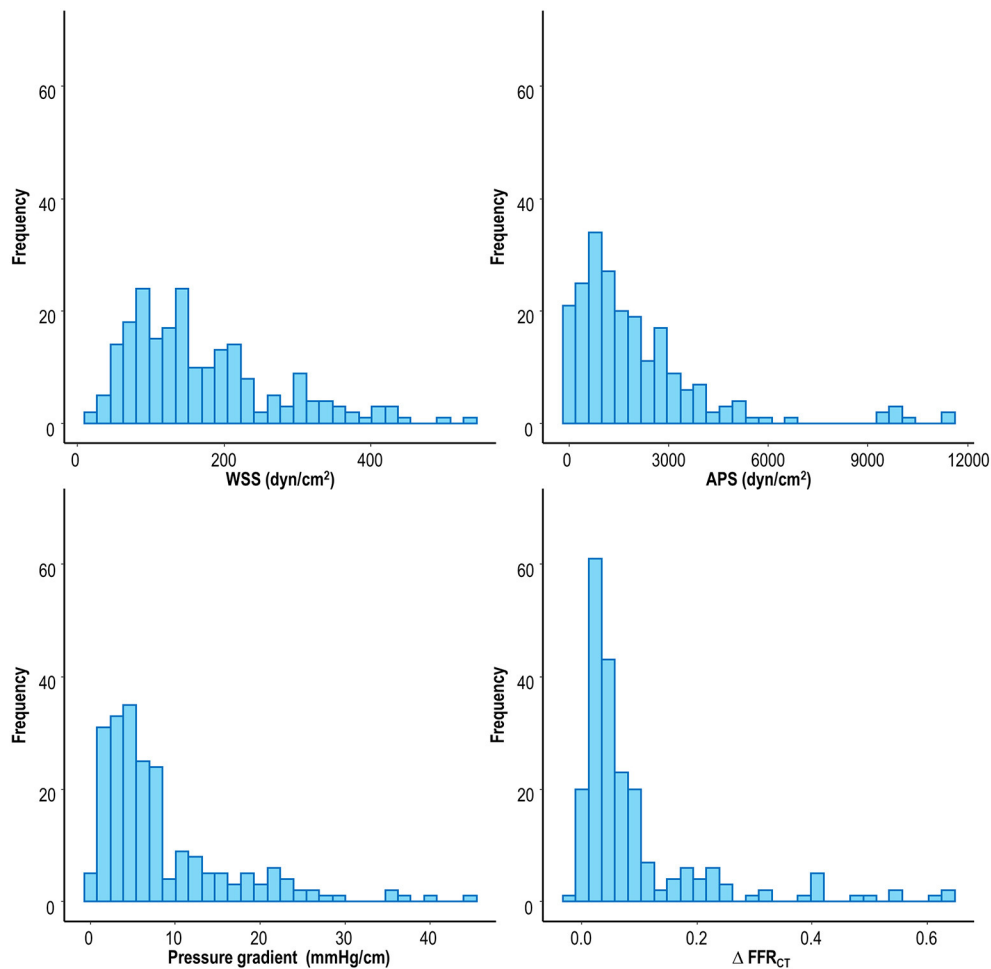 60
40
20
0
Frequency
0 200 400
WSS (dyn/cm²)
60
40
20
0
Frequency
0 3000 6000 9000 12000
APS (dyn/cm²)
60
40
20
0
Frequency
0 10 20 30 40
Pressure gradient (mmHg/cm)
60
40
20
0
Frequency
0.0 0.2 0.4 0.6
Δ FFRCT